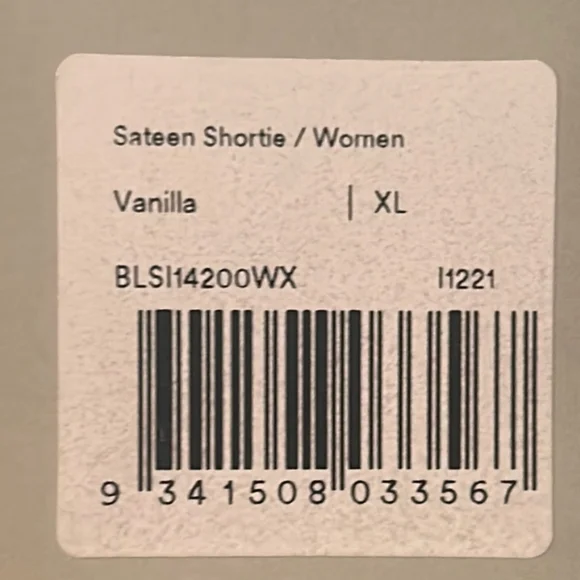 Sateen Shortie / Women
Vanilla | XL
BLSI14200WX I1221
9 341508 033567